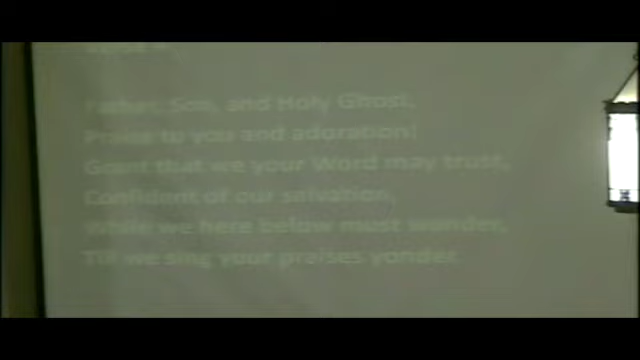 Father, Son, and Holy Ghost,
Praise to you and adoration!
Grant that we your Word may trust,
Confident of our salvation,
While we here below must wander,
Till we sing your praises yonder.